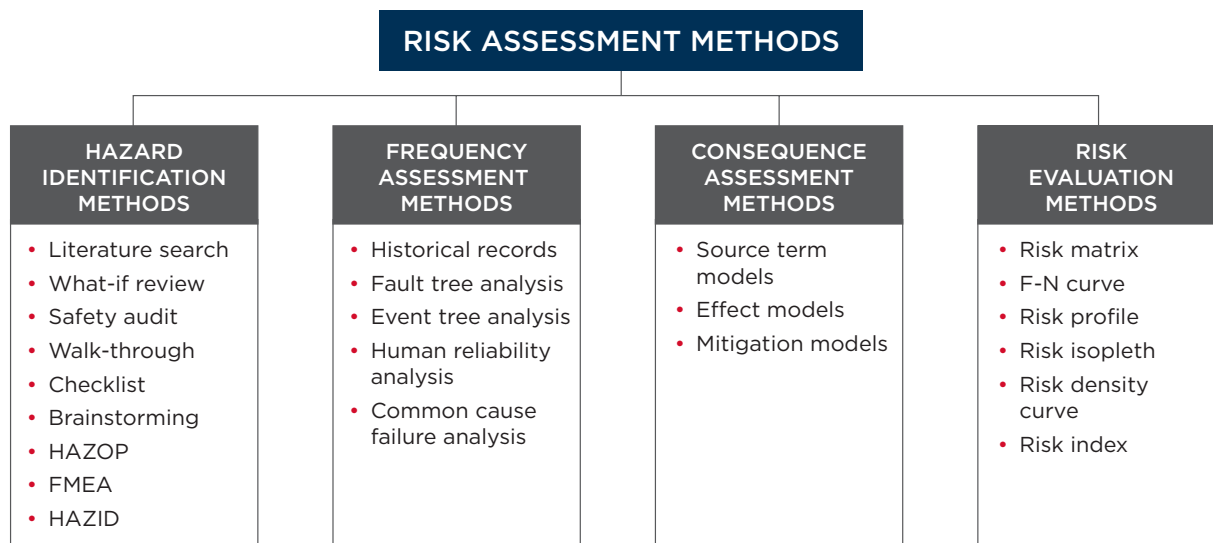 RISK ASSESSMENT METHODS
HAZARD
IDENTIFICATION
METHODS
• Literature search
• What-if review
• Safety audit
• Walk-through
• Checklist
• Brainstorming
• HAZOP
• FMEA
• HAZID
FREQUENCY
ASSESSMENT
METHODS
• Historical records
• Fault tree analysis
• Event tree analysis
• Human reliability
analysis
• Common cause
failure analysis
CONSEQUENCE
ASSESSMENT
METHODS
• Source term
models
• Effect models
• Mitigation models
RISK
EVALUATION
METHODS
• Risk matrix
• F-N curve
• Risk profile
• Risk isopleth
• Risk density
curve
• Risk index